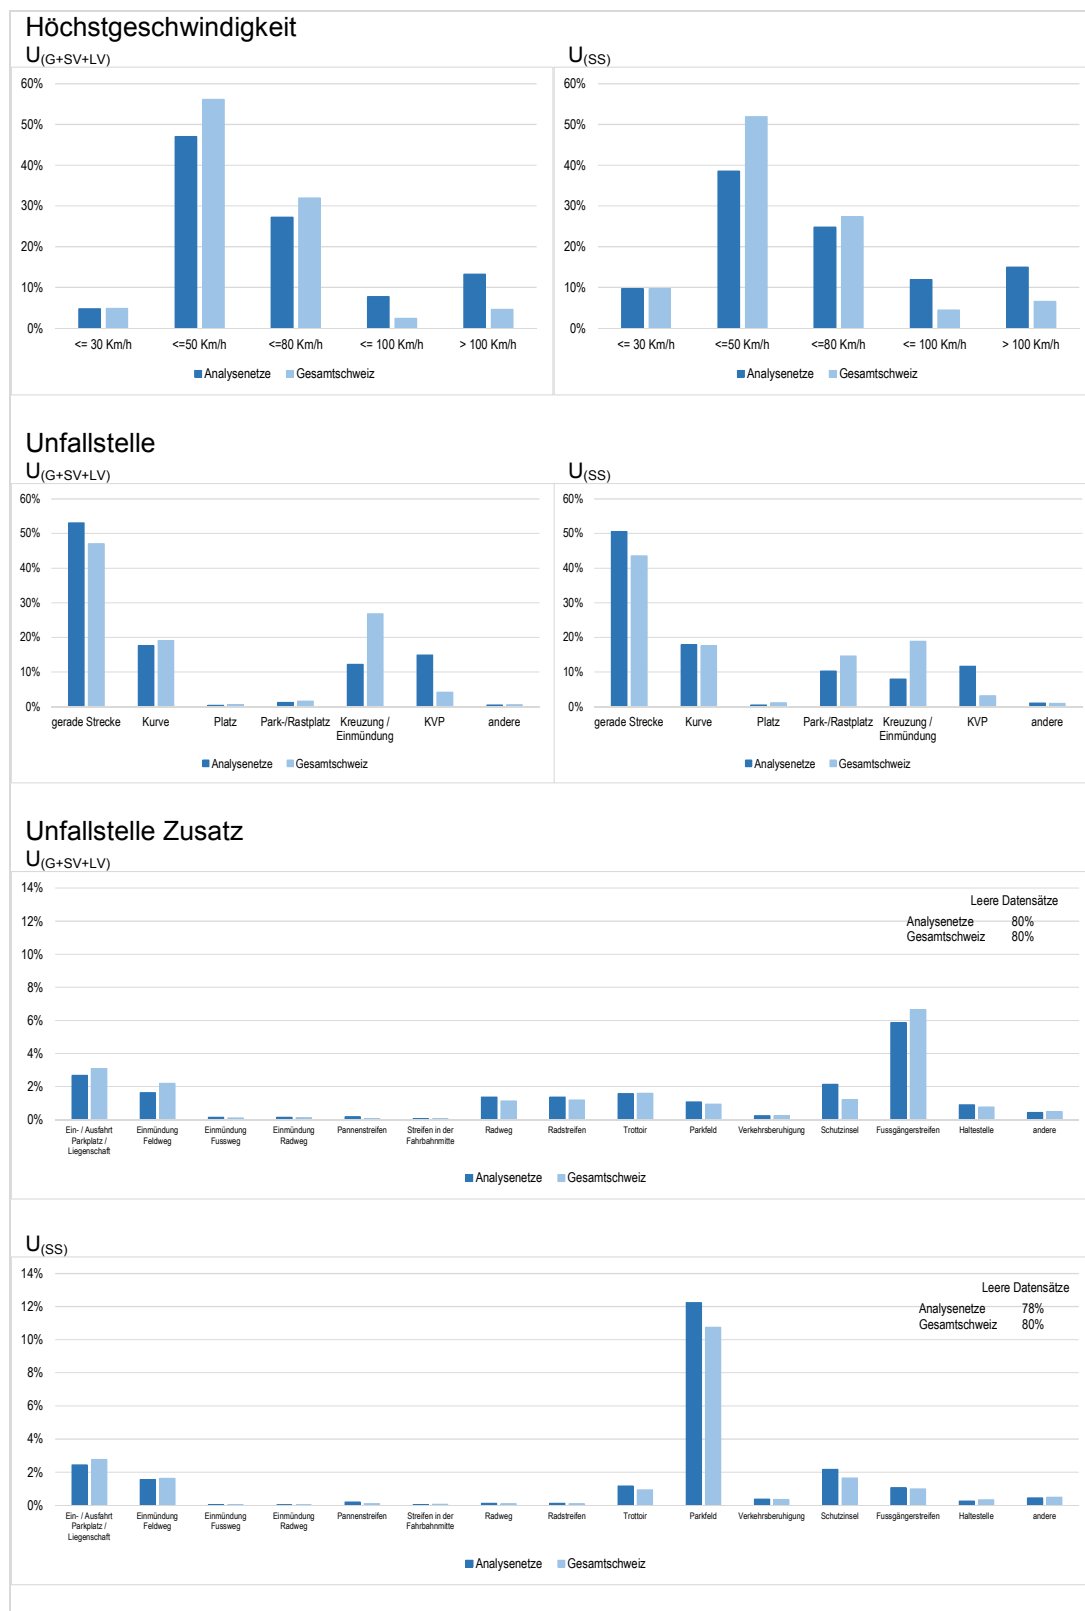 Höchstgeschwindigkeit
U(G+SV+LV)
60%
50%
40%
30%
20%
10%
0%
<= 30 Km/h <=50 Km/h <=80 Km/h <= 100 Km/h > 100 Km/h
Analysenetze Gesamtschweiz
U(SS)
60%
50%
40%
30%
20%
10%
0%
<= 30 Km/h <=50 Km/h <=80 Km/h <= 100 Km/h > 100 Km/h
Analysenetze Gesamtschweiz
Unfallstelle
U(G+SV+LV)
60%
50%
40%
30%
20%
10%
0%
gerade Strecke Kurve Platz Park-/Rastplatz Kreuzung / KVP andere
Einmündung
Analysenetze Gesamtschweiz
U(SS)
60%
50%
40%
30%
20%
10%
0%
gerade Strecke Kurve Platz Park-/Rastplatz Kreuzung / KVP andere
Einmündung
Analysenetze Gesamtschweiz
Unfallstelle Zusatz
U(G+SV+LV)
14%
12%
10%
8%
6%
4%
2%
0%
Leere Datensätze
Analysenetze 80%
Gesamtschweiz 80%
Ein- / Ausfahrt Einmündung Einmündung Einmündung Pannenstreifen Streifen in der Radweg Radstreifen Trottoir Parkfeld Verkehrsberuhigung Schutzinsel Fussgängerstreifen Haltestelle andere
Parkplatz / Feldweg Fussweg Radweg Fahrbahnmitte
Liegenschaft
Analysenetze Gesamtschweiz
U(SS)
14%
12%
10%
8%
6%
4%
2%
0%
Leere Datensätze
Analysenetze 78%
Gesamtschweiz 80%
Ein- / Ausfahrt Einmündung Einmündung Einmündung Pannenstreifen Streifen in der Radweg Radstreifen Trottoir Parkfeld Verkehrsberuhigung Schutzinsel Fussgängerstreifen Haltestelle andere
Parkplatz / Feldweg Fussweg Radweg Fahrbahnmitte
Liegenschaft
Analysenetze Gesamtschweiz